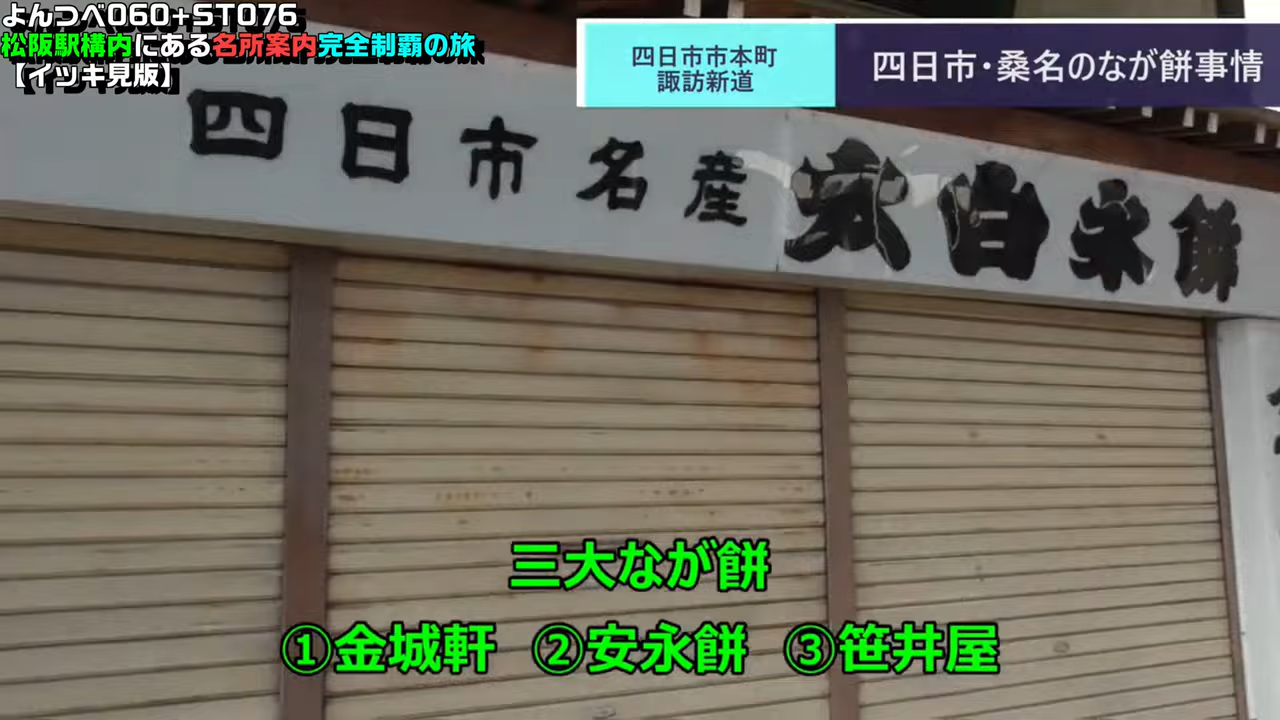 よんつべ060+ST076
松阪駅構内にある名所案内完全制覇の旅
【イツキ見版】
四日市市本町
諏訪新道
四日市・桑名のなが餅事情
四日市名産 永餅
三大なが餅
①金城軒 ②安永餅 ③笹井屋